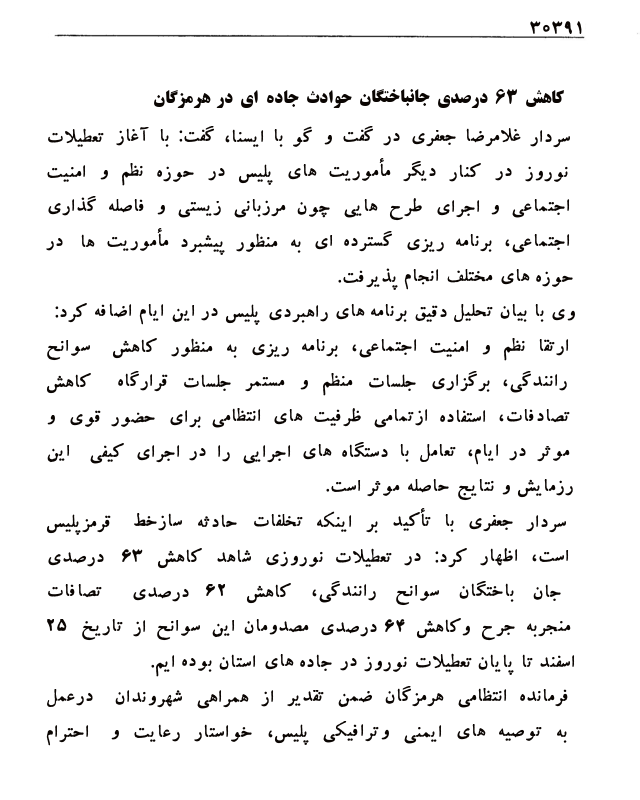 ۳۰۳۹۱
کاهش ۶۳ درصدی جانباختگان حوادث جاده ای در هرمزگان
سردار غلامرضا جعفری در گفت و گو با ایسنا، گفت: با آغاز تعطیلات
نوروز در کنار دیگر مأموریت های پلیس در حوزه نظم و امنیت
اجتماعی و اجرای طرح هایی چون مرزبانی زیستی و فاصله گذاری
اجتماعی، برنامه ریزی گسترده ای به منظور پیشبرد مأموریت ها در
حوزه های مختلف انجام پذیرفت.
وی با بیان تحلیل دقیق برنامه های راهبردی پلیس در این ایام اضافه کرد:
ارتقا نظم و امنیت اجتماعی، برنامه ریزی به منظور کاهش سوانح
رانندگی، برگزاری جلسات منظم و مستمر جلسات قرارگاه کاهش
تصادفات، استفاده ازتمامی ظرفیت های انتظامی برای حضور قوی و
موثر در ایام، تعامل با دستگاه های اجرایی را در اجرای کیفی این
رزمایش و نتایج حاصله موثر است.
سردار جعفری با تأکید بر اینکه تخلفات حادثه سازخط قرمزپلیس
است، اظهار کرد: در تعطیلات نوروزی شاهد کاهش ۶۳ درصدی
جان باختگان سوانح رانندگی، کاهش ۶۲ درصدی تصافات
منجربه جرح وکاهش ۶۴ درصدی مصدومان این سوانح از تاریخ ۲۵
اسفند تا پایان تعطیلات نوروز در جاده های استان بوده ایم.
فرمانده انتظامی هرمزگان ضمن تقدیر از همراهی شهروندان درعمل
به توصیه های ایمنی وترافیکی پلیس، خواستار رعایت و احترام